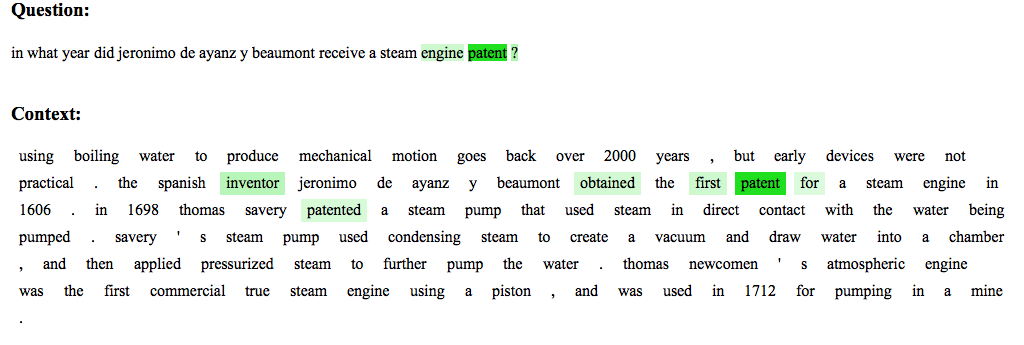 Question:
in what year did jeronimo de ayanz y beaumont receive a steam engine patent ?
Context:
using boiling water to produce mechanical motion goes back over 2000 years , but early devices were not
practical . the spanish inventor jeronimo de ayanz y beaumont obtained the first patent for a steam engine in
1606 . in 1698 thomas savery patented a steam pump that used steam in direct contact with the water being
pumped . savery ' s steam pump used condensing steam to create a vacuum and draw water into a chamber
, and then applied pressurized steam to further pump the water . thomas newcomen ' s atmospheric engine
was the first commercial true steam engine using a piston , and was used in 1712 for pumping in a mine
.